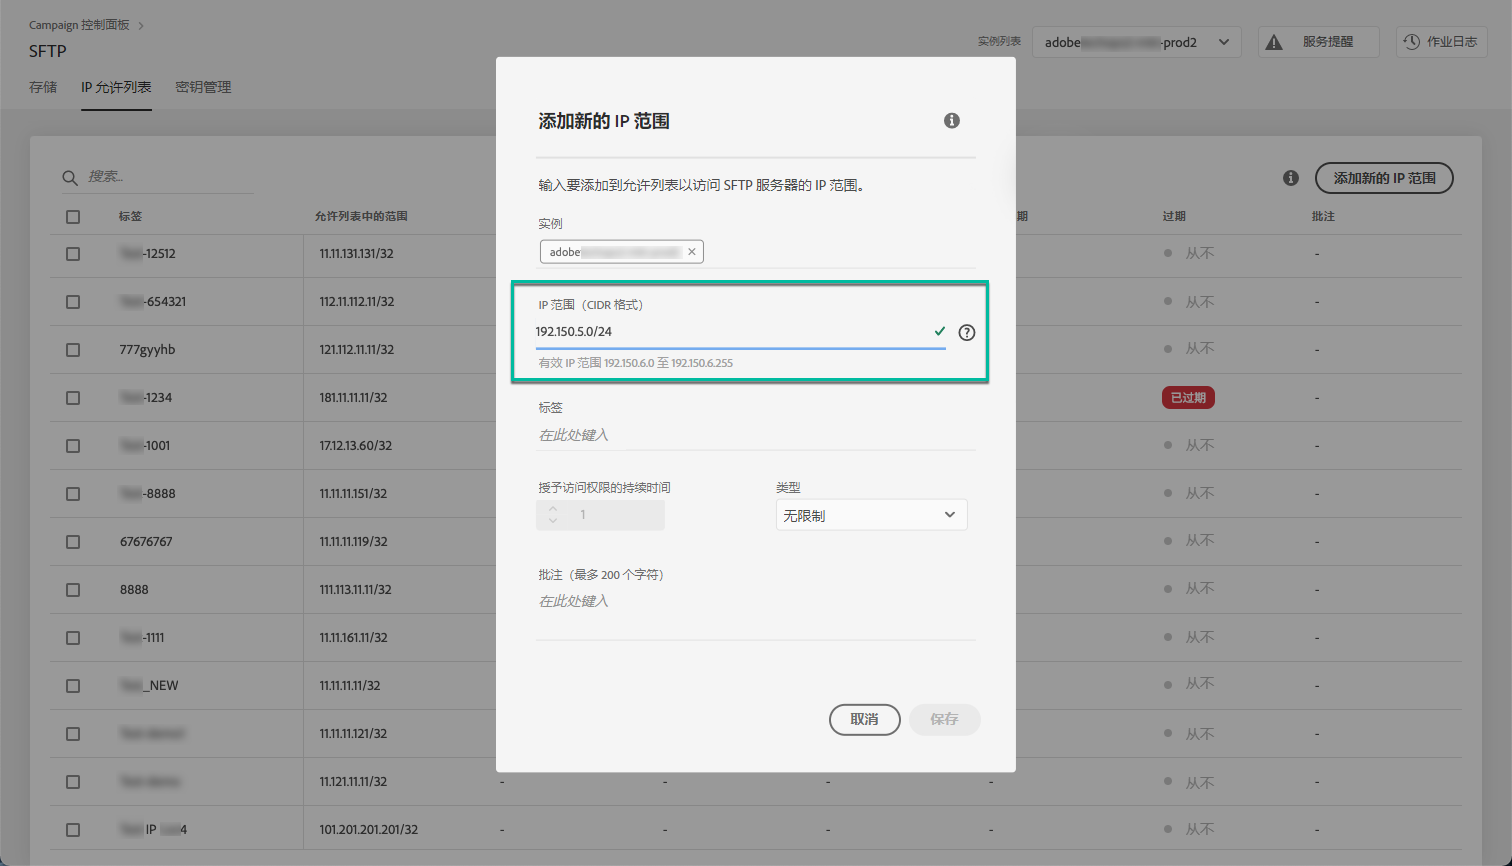 Campaign 控制面板
SFTP
实例列表
adobe -prod2
服务提醒
作业日志
存储
IP 允许列表
密钥管理
搜索...
添加新的 IP 范围
标签 允许列表中的范围 期 过期 批注
-12512 11.11.131.131/32 从不 -
-654321 112.11.112.11/32 从不 -
777gyyhb 121.112.11.11/32 从不 -
-1234 181.11.11.11/32 已过期 -
-1001 17.12.13.60/32 从不 -
-8888 11.11.11.151/32 从不 -
67676767 11.11.11.119/32 从不 -
8888 111.113.11.11/32 从不 -
-1111 11.11.161.11/32 从不 -
_NEW 11.11.11.11/32 从不 -
11.11.11.121/32 从不 -
11.121.11.11/32 - - - - 从不 -
IP 4 101.201.201.201/32 - - - - 从不 -
添加新的 IP 范围
输入要添加到允许列表以访问 SFTP 服务器的 IP 范围。
实例
adobe ×
IP 范围（CIDR 格式）
192.150.5.0/24
有效 IP 范围 192.150.6.0 至 192.150.6.255
标签
在此处键入
授予访问权限的持续时间
1
类型
无限制
批注（最多 200 个字符）
在此处键入
取消
保存